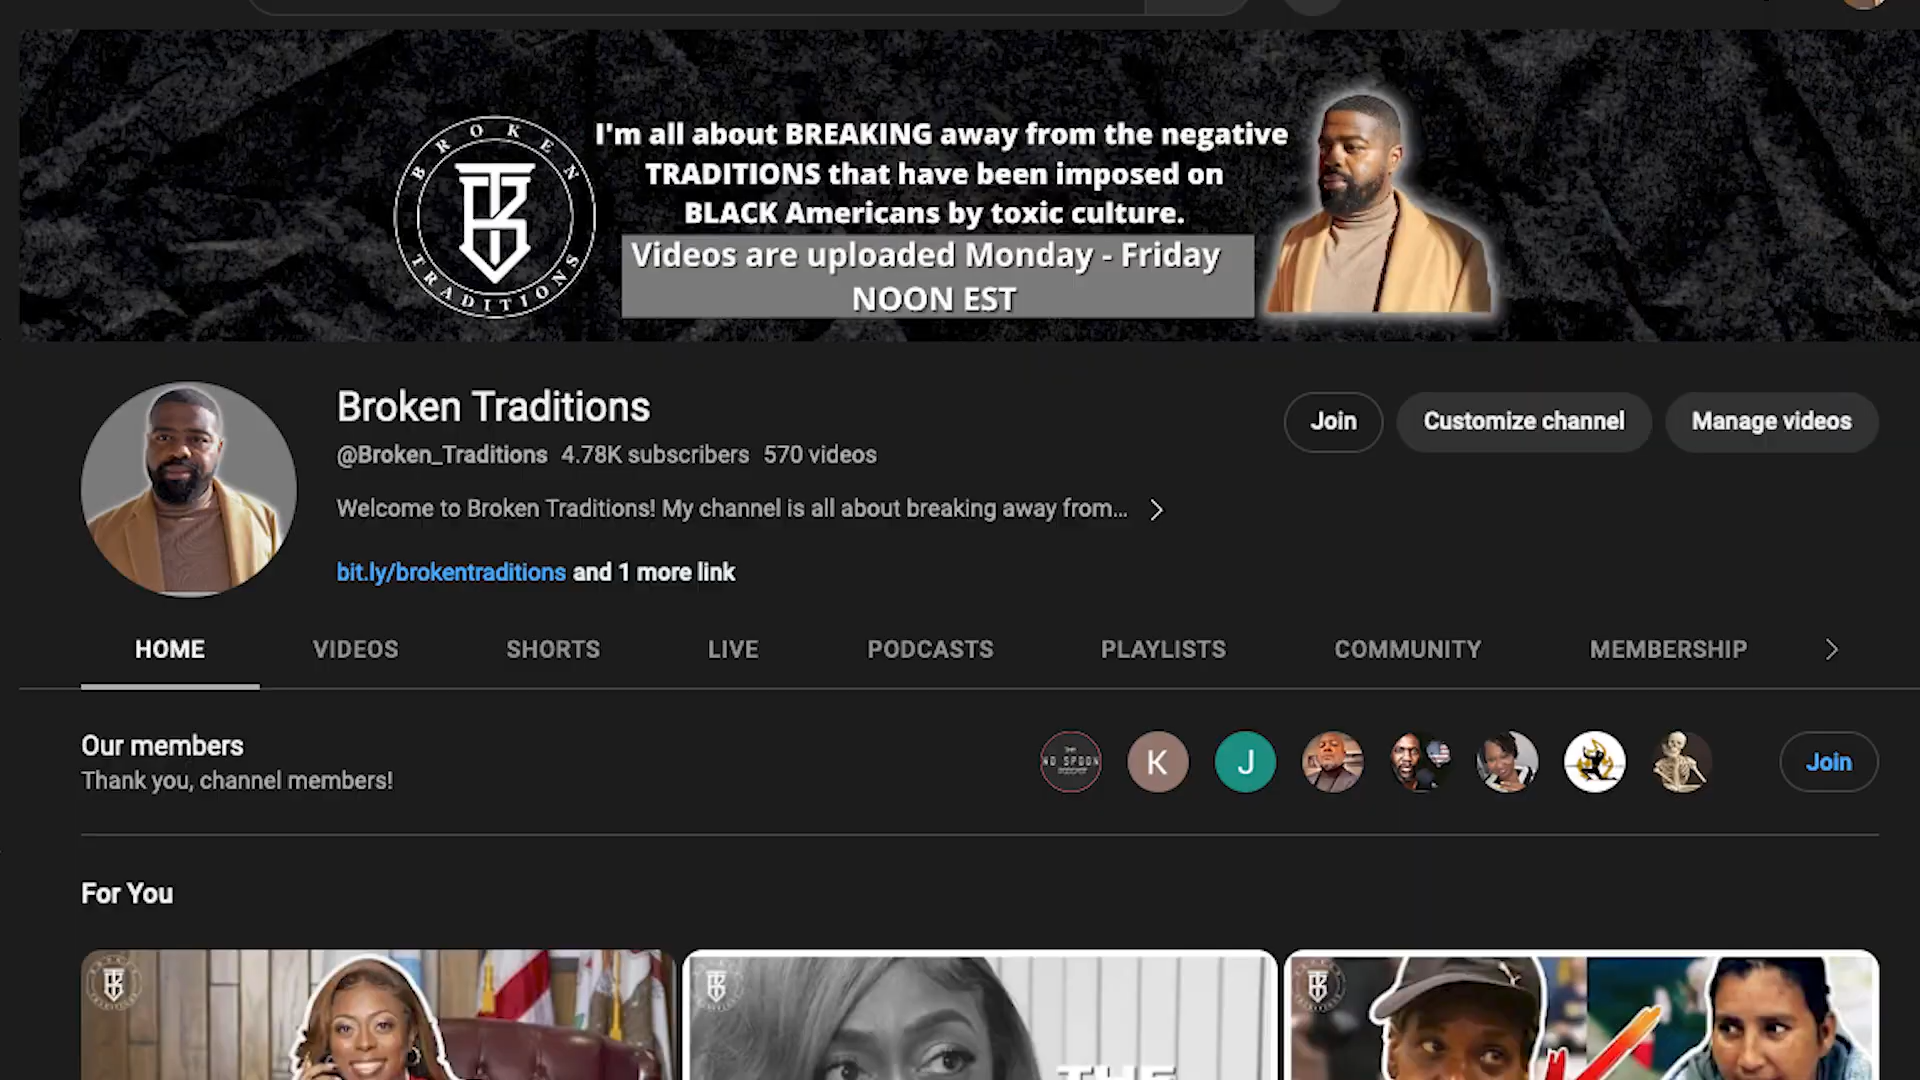 BROKEN
TRADITIONS
I'm all about BREAKING away from the negative
TRADITIONS that have been imposed on
BLACK Americans by toxic culture.
Videos are uploaded Monday - Friday
NOON EST
Broken Traditions
@Broken_Traditions 4.78K subscribers 570 videos
Welcome to Broken Traditions! My channel is all about breaking away from...
bit.ly/brokentraditions and 1 more link
Join
Customize channel
Manage videos
HOME VIDEOS SHORTS LIVE PODCASTS PLAYLISTS COMMUNITY MEMBERSHIP
Our members
Thank you, channel members!
NO SPOON
PODCAST
K
J
Join
For You
THE